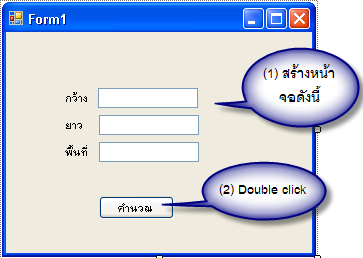 Form1
(1) สร้างหน้า
จอดังนี้
กว้าง
ยาว
พื้นที่
(2) Double click
คำนวณ